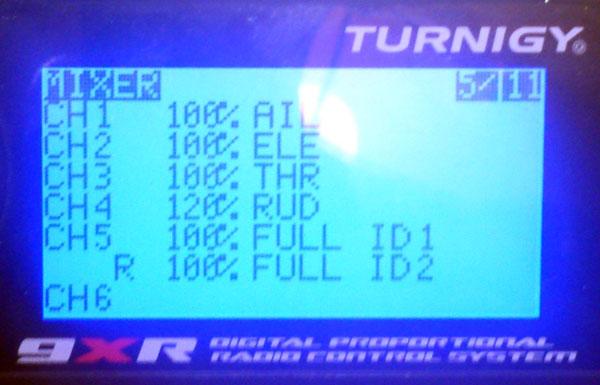 TURNIGY®
MIXER 5/11
CH1 100% AIL
CH2 100% ELE
CH3 100% THR
CH4 120% RUD
CH5 100% FULL ID1
R 100% FULL ID2
CH6
9XR DIGITAL PROPORTIONAL
RADIO CONTROL SYSTEM